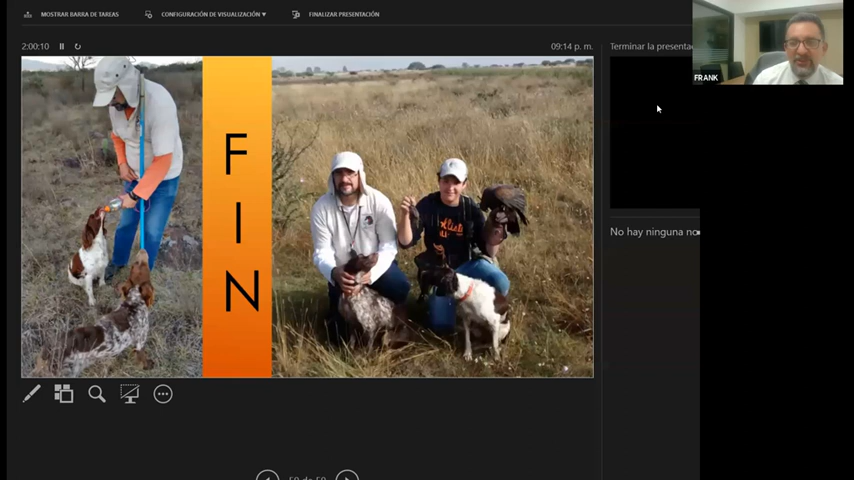 MOSTRAR BARRA DE TAREAS
CONFIGURACIÓN DE VISUALIZACIÓN ▼
FINALIZAR PRESENTACIÓN
2:00:10
09:14 p. m.
Terminar la presentac
FRANK
F
I
N
No hay ninguna no